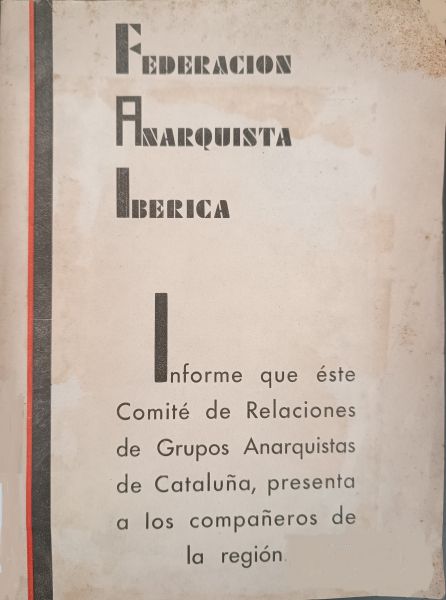 FEDERACION
ANARQUISTA
IBERICA
Informe que éste
Comité de Relaciones
de Grupos Anarquistas
de Cataluña, presenta
a los compañeros de
la región